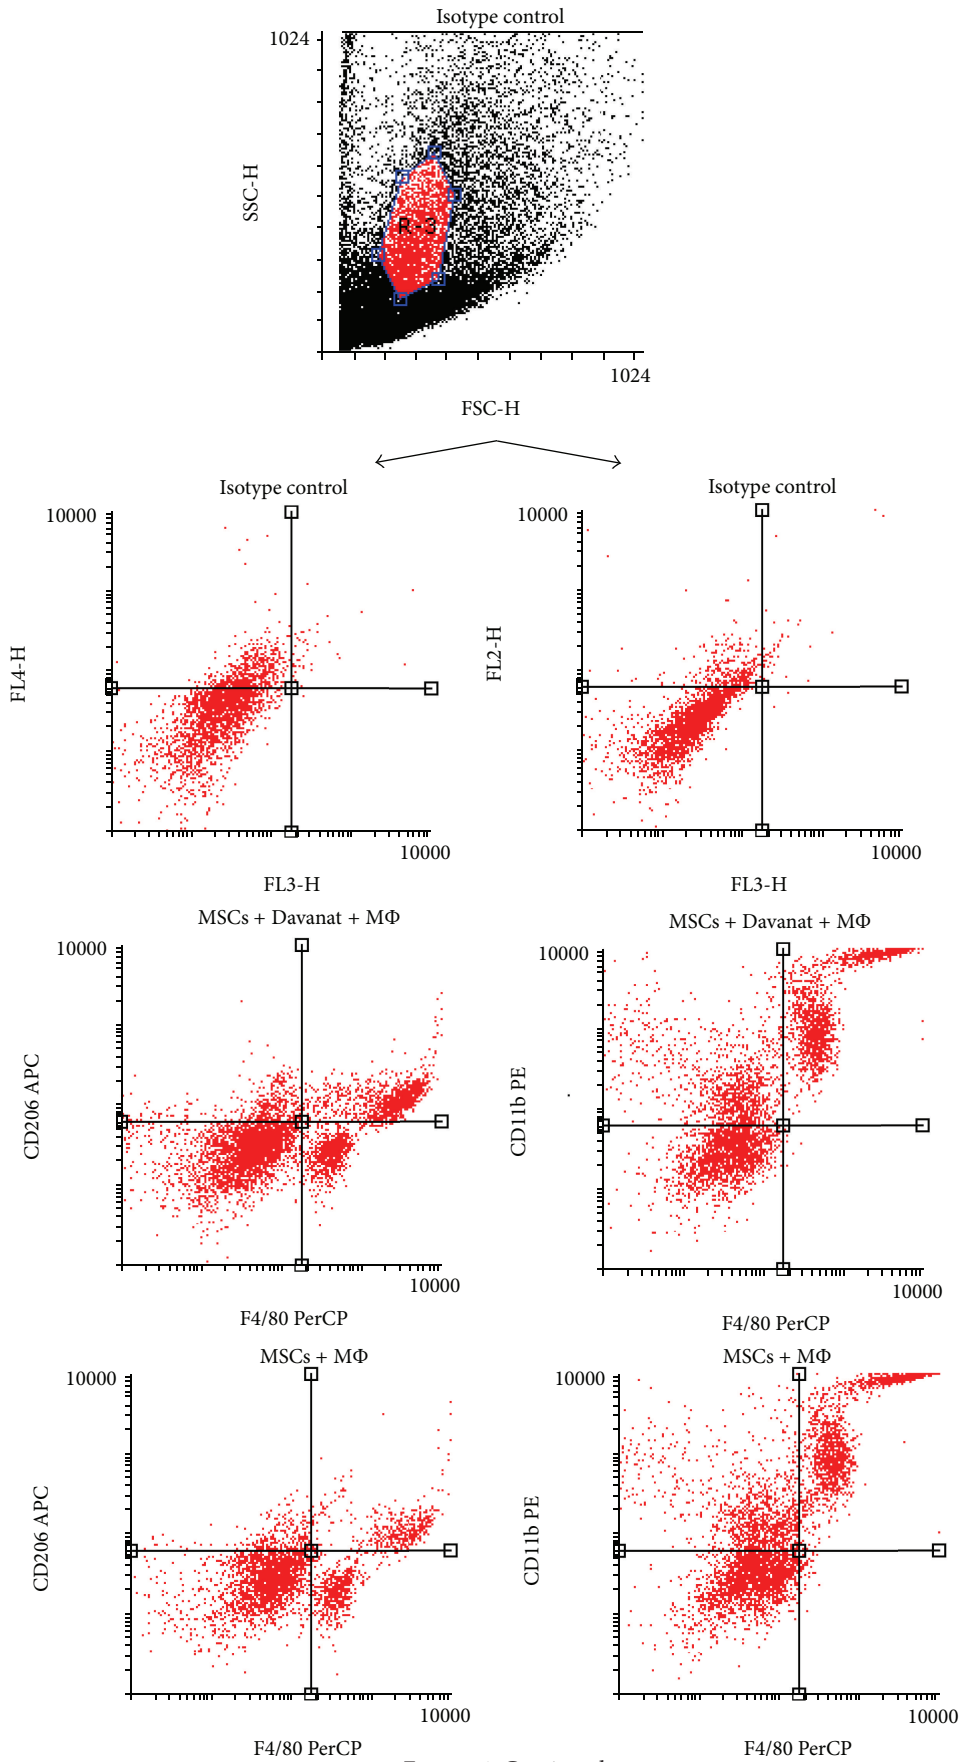 Isotype control
1024
SSC-H
R-3
1024
FSC-H
Isotype control
Isotype control
10000
10000
FL4-H
FL2-H
10000
10000
FL3-H
FL3-H
MSCs + Davanat + MΦ
MSCs + Davanat + MΦ
10000
10000
CD206 APC
CD11b PE
10000
10000
F4/80 PerCP
F4/80 PerCP
MSCs + MΦ
MSCs + MΦ
10000
10000
CD206 APC
CD11b PE
10000
10000
F4/80 PerCP
F4/80 PerCP